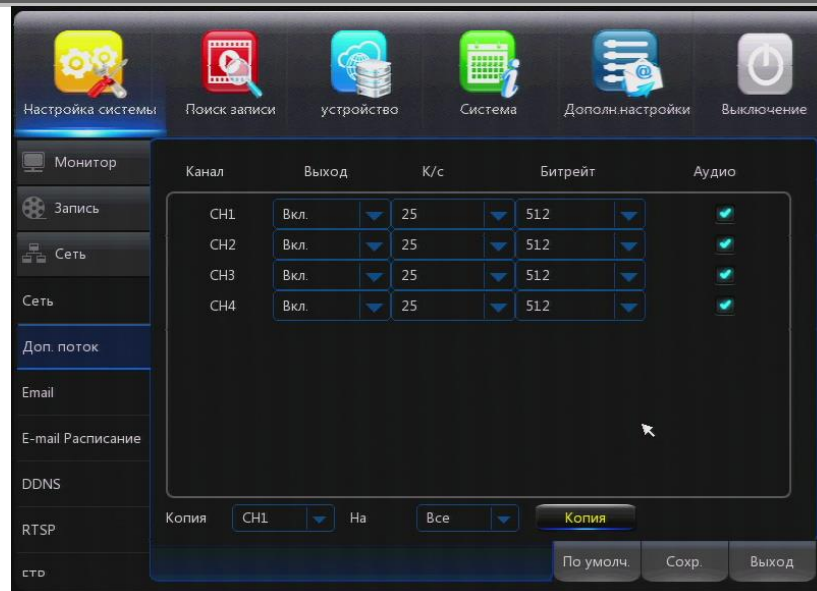 Настройка системы Поиск записи устройство Система Дополн.настройки Выключение
Монитор
Запись
Сеть
Сеть
Доп. поток
Email
E-mail Расписание
DDNS
RTSP
FTP
Канал Выход К/с Битрейт Аудио
CH1 Вкл. 25 512
CH2 Вкл. 25 512
CH3 Вкл. 25 512
CH4 Вкл. 25 512
Копия CH1 На Все Копия
По умолч. Сохр. Выход